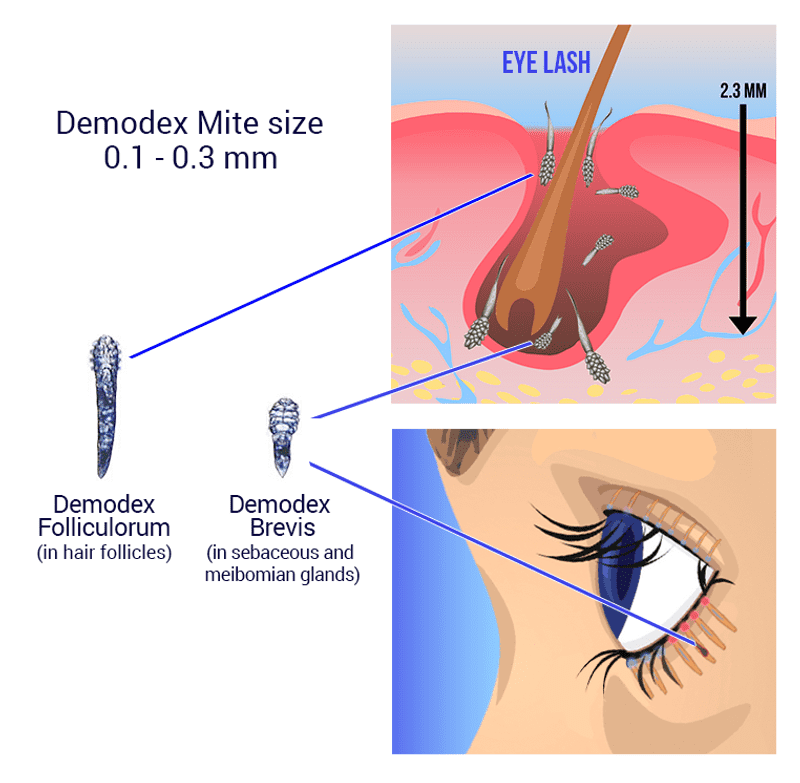 Demodex Mite size
0.1 - 0.3 mm
EYE LASH
2.3 MM
Demodex
Folliculorum
(in hair follicles)
Demodex
Brevis
(in sebaceous and
meibomian glands)